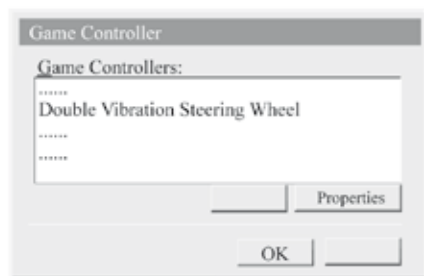 Game Controller
Game Controllers:
......
Double Vibration Steering Wheel
......
......
Properties
OK